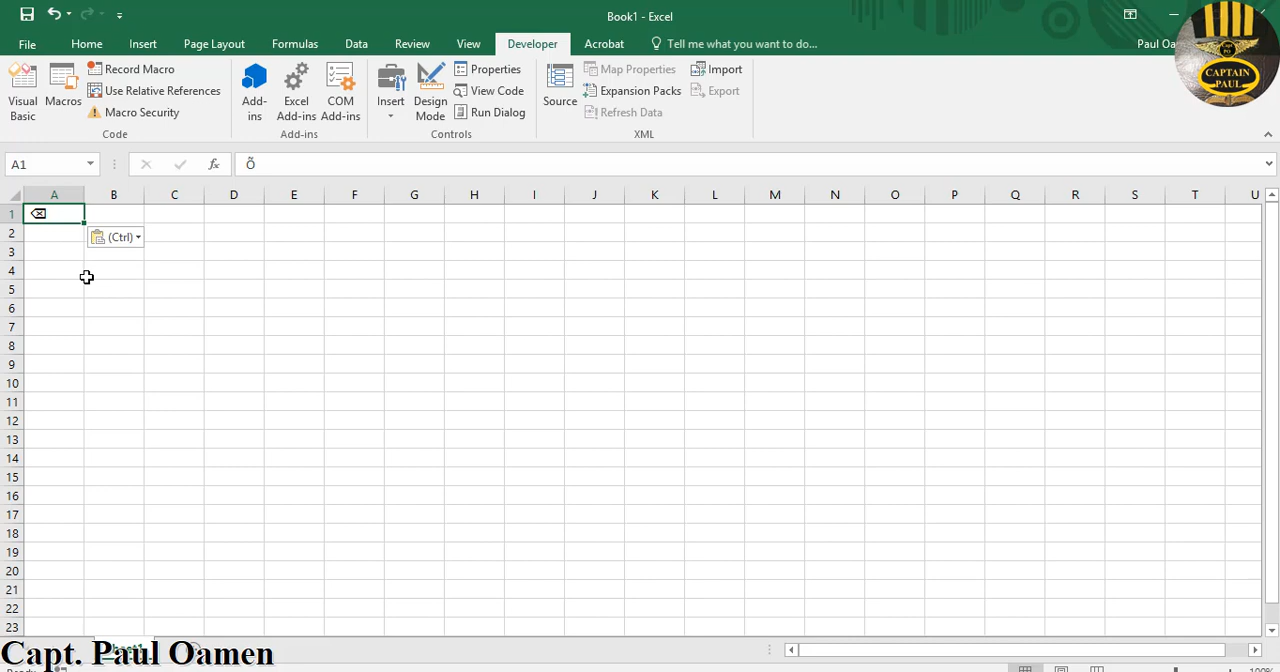 Book1 - Excel
File Home Insert Page Layout Formulas Data Review View Developer Acrobat Tell me what you want to do... Paul Oam
Visual Basic
Macros
Record Macro
Use Relative References
Macro Security
Code
Add-ins
Excel Add-ins
COM Add-ins
Add-ins
Insert
Design Mode
Properties
View Code
Run Dialog
Controls
Source
Map Properties
Expansion Packs
Refresh Data
Import
Export
XML
CAPTAIN
PAUL
A1 fx Õ
A B C D E F G H I J K L M N O P Q R S T U
1 ⌫
2 (Ctrl)
3
4
5
6
7
8
9
10
11
12
13
14
15
16
17
18
19
20
21
22
23
Capt. Paul Oamen
100%